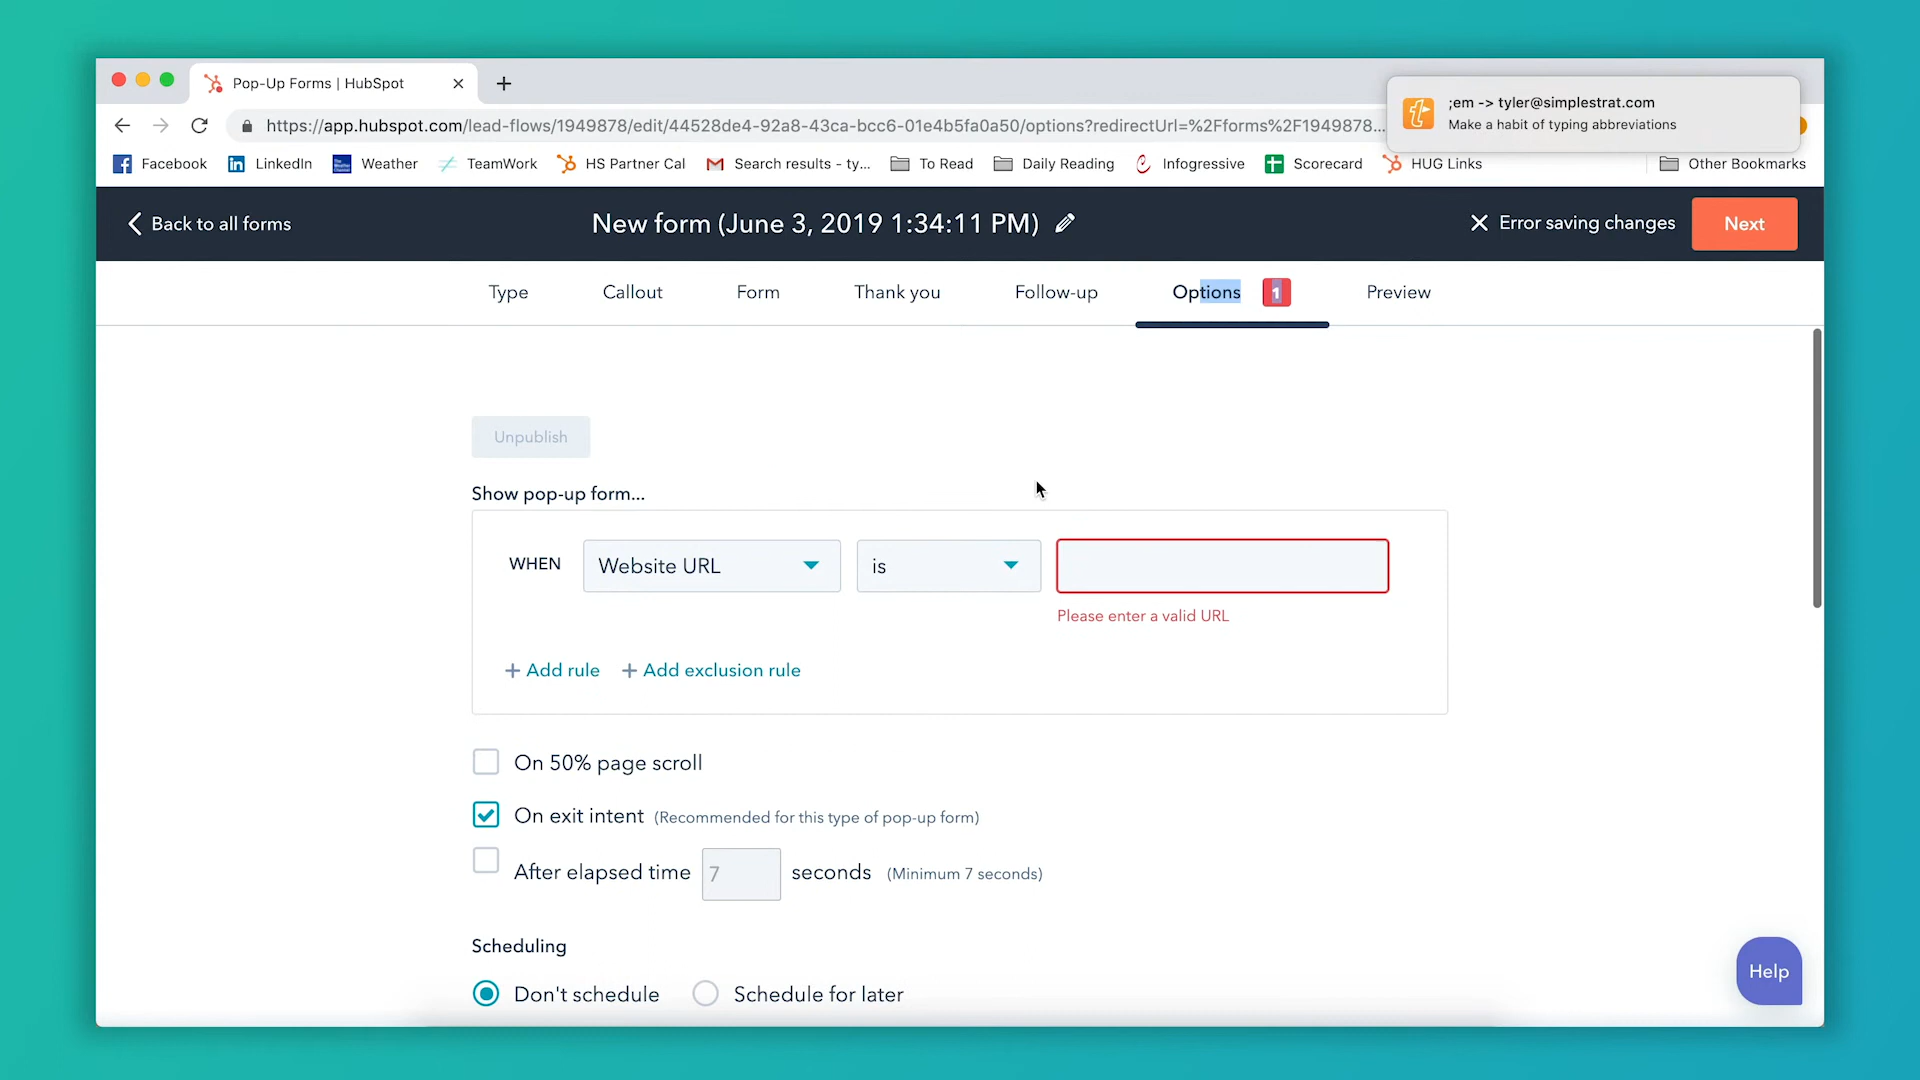 Pop-Up Forms | HubSpot
;em -> tyler@simplestrat.com
Make a habit of typing abbreviations
https://app.hubspot.com/lead-flows/1949878/edit/44528de4-92a8-43ca-bcc6-01e4b5fa0a50/options?redirectUrl=%2Fforms%2F1949878...
Facebook LinkedIn Weather TeamWork HS Partner Cal Search results - ty... To Read Daily Reading Infogressive Scorecard HUG Links Other Bookmarks
Back to all forms New form (June 3, 2019 1:34:11 PM) Error saving changes Next
Type Callout Form Thank you Follow-up Options 1 Preview
Unpublish
Show pop-up form...
WHEN Website URL is
Please enter a valid URL
+ Add rule + Add exclusion rule
On 50% page scroll
On exit intent (Recommended for this type of pop-up form)
After elapsed time 7 seconds (Minimum 7 seconds)
Scheduling
Don't schedule Schedule for later
Help